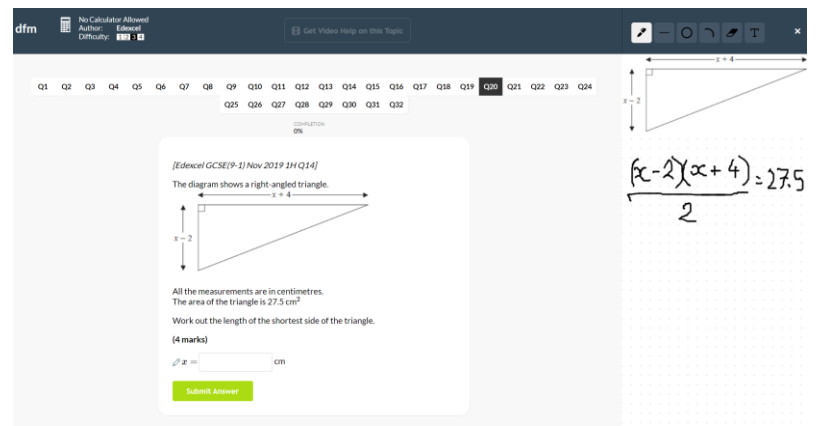 dfm
No Calculator Allowed
Author: Edexcel
Difficulty: 1 2 3 4
Get Video Help on this Topic
T
×
Q1 Q2 Q3 Q4 Q5 Q6 Q7 Q8 Q9 Q10 Q11 Q12 Q13 Q14 Q15 Q16 Q17 Q18 Q19 Q20 Q21 Q22 Q23 Q24
Q25 Q26 Q27 Q28 Q29 Q30 Q31 Q32
COMPLETION
0%
[Edexcel GCSE(9-1) Nov 2019 1H Q14]
The diagram shows a right-angled triangle.
x + 4
x − 2
All the measurements are in centimetres.
The area of the triangle is 27.5 cm²
Work out the length of the shortest side of the triangle.
(4 marks)
x = cm
Submit Answer
x + 4
x − 2
(x-2)(x+4) = 27.5
2